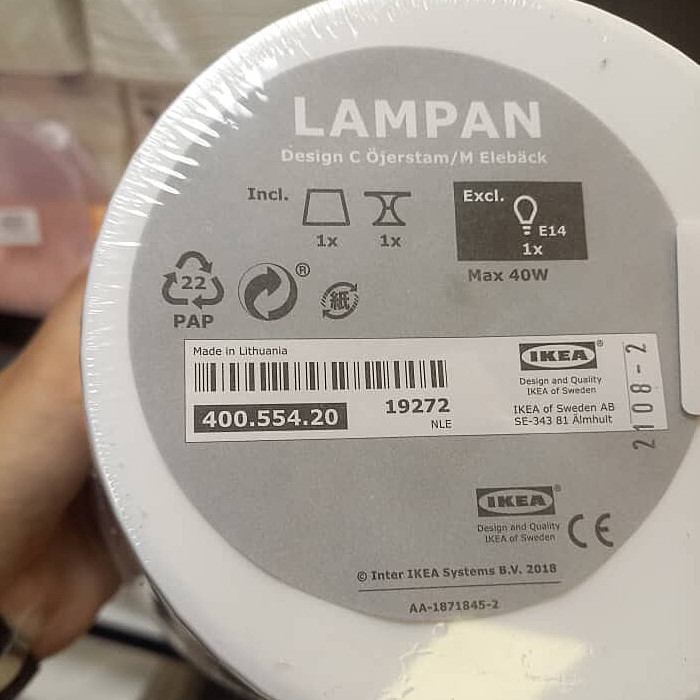 LAMPAN
Design C Öjerstam/M Elebäck
Incl.
1x 1x
Excl.
E14
1x
Max 40W
22
PAP
®
紙
Made in Lithuania
400.554.20
19272
NLE
IKEA®
Design and Quality
IKEA of Sweden
IKEA of Sweden AB
SE-343 81 Älmhult
2108-2
IKEA®
Design and Quality
IKEA of Sweden
CE
© Inter IKEA Systems B.V. 2018
AA-1871845-2